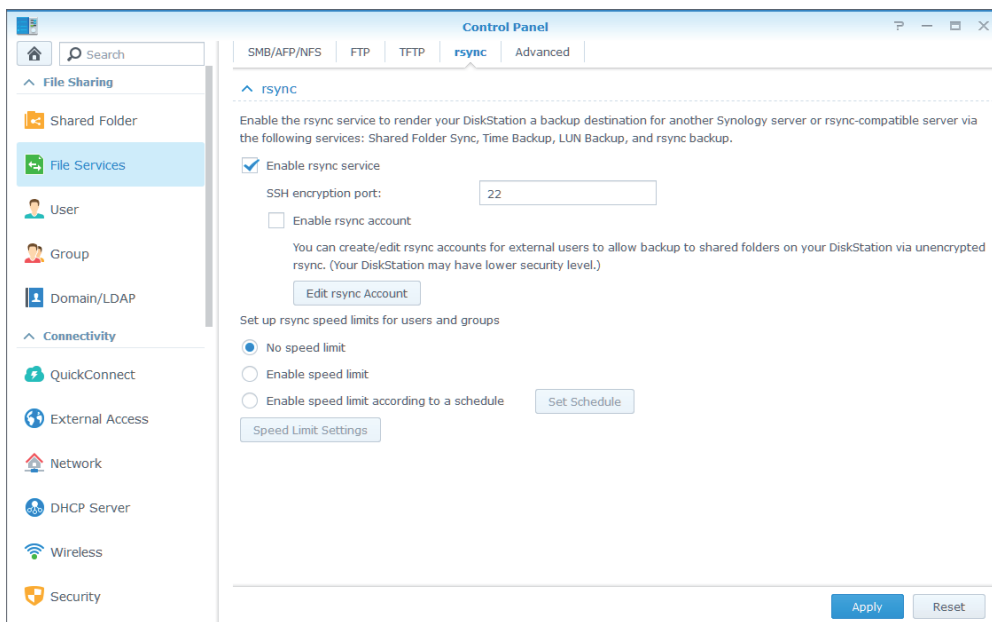 Control Panel
Search
File Sharing
Shared Folder
File Services
User
Group
Domain/LDAP
Connectivity
QuickConnect
External Access
Network
DHCP Server
Wireless
Security
SMB/AFP/NFS
FTP
TFTP
rsync
Advanced
rsync
Enable the rsync service to render your DiskStation a backup destination for another Synology server or rsync-compatible server via
the following services: Shared Folder Sync, Time Backup, LUN Backup, and rsync backup.
Enable rsync service
SSH encryption port: 22
Enable rsync account
You can create/edit rsync accounts for external users to allow backup to shared folders on your DiskStation via unencrypted
rsync. (Your DiskStation may have lower security level.)
Edit rsync Account
Set up rsync speed limits for users and groups
No speed limit
Enable speed limit
Enable speed limit according to a schedule Set Schedule
Speed Limit Settings
Apply Reset